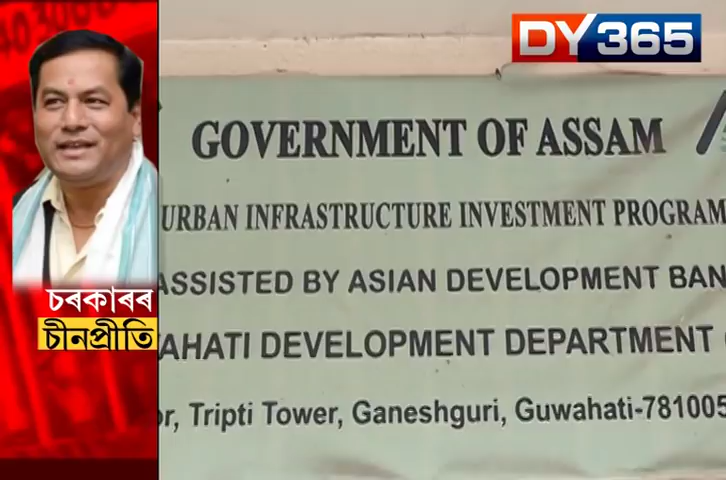 DY365
GOVERNMENT OF ASSAM
URBAN INFRASTRUCTURE INVESTMENT PROGRAM
ASSISTED BY ASIAN DEVELOPMENT BAN
AHATI DEVELOPMENT DEPARTMENT
or, Tripti Tower, Ganeshguri, Guwahati-781005
চৰকাৰৰ
চীনপ্ৰীতি